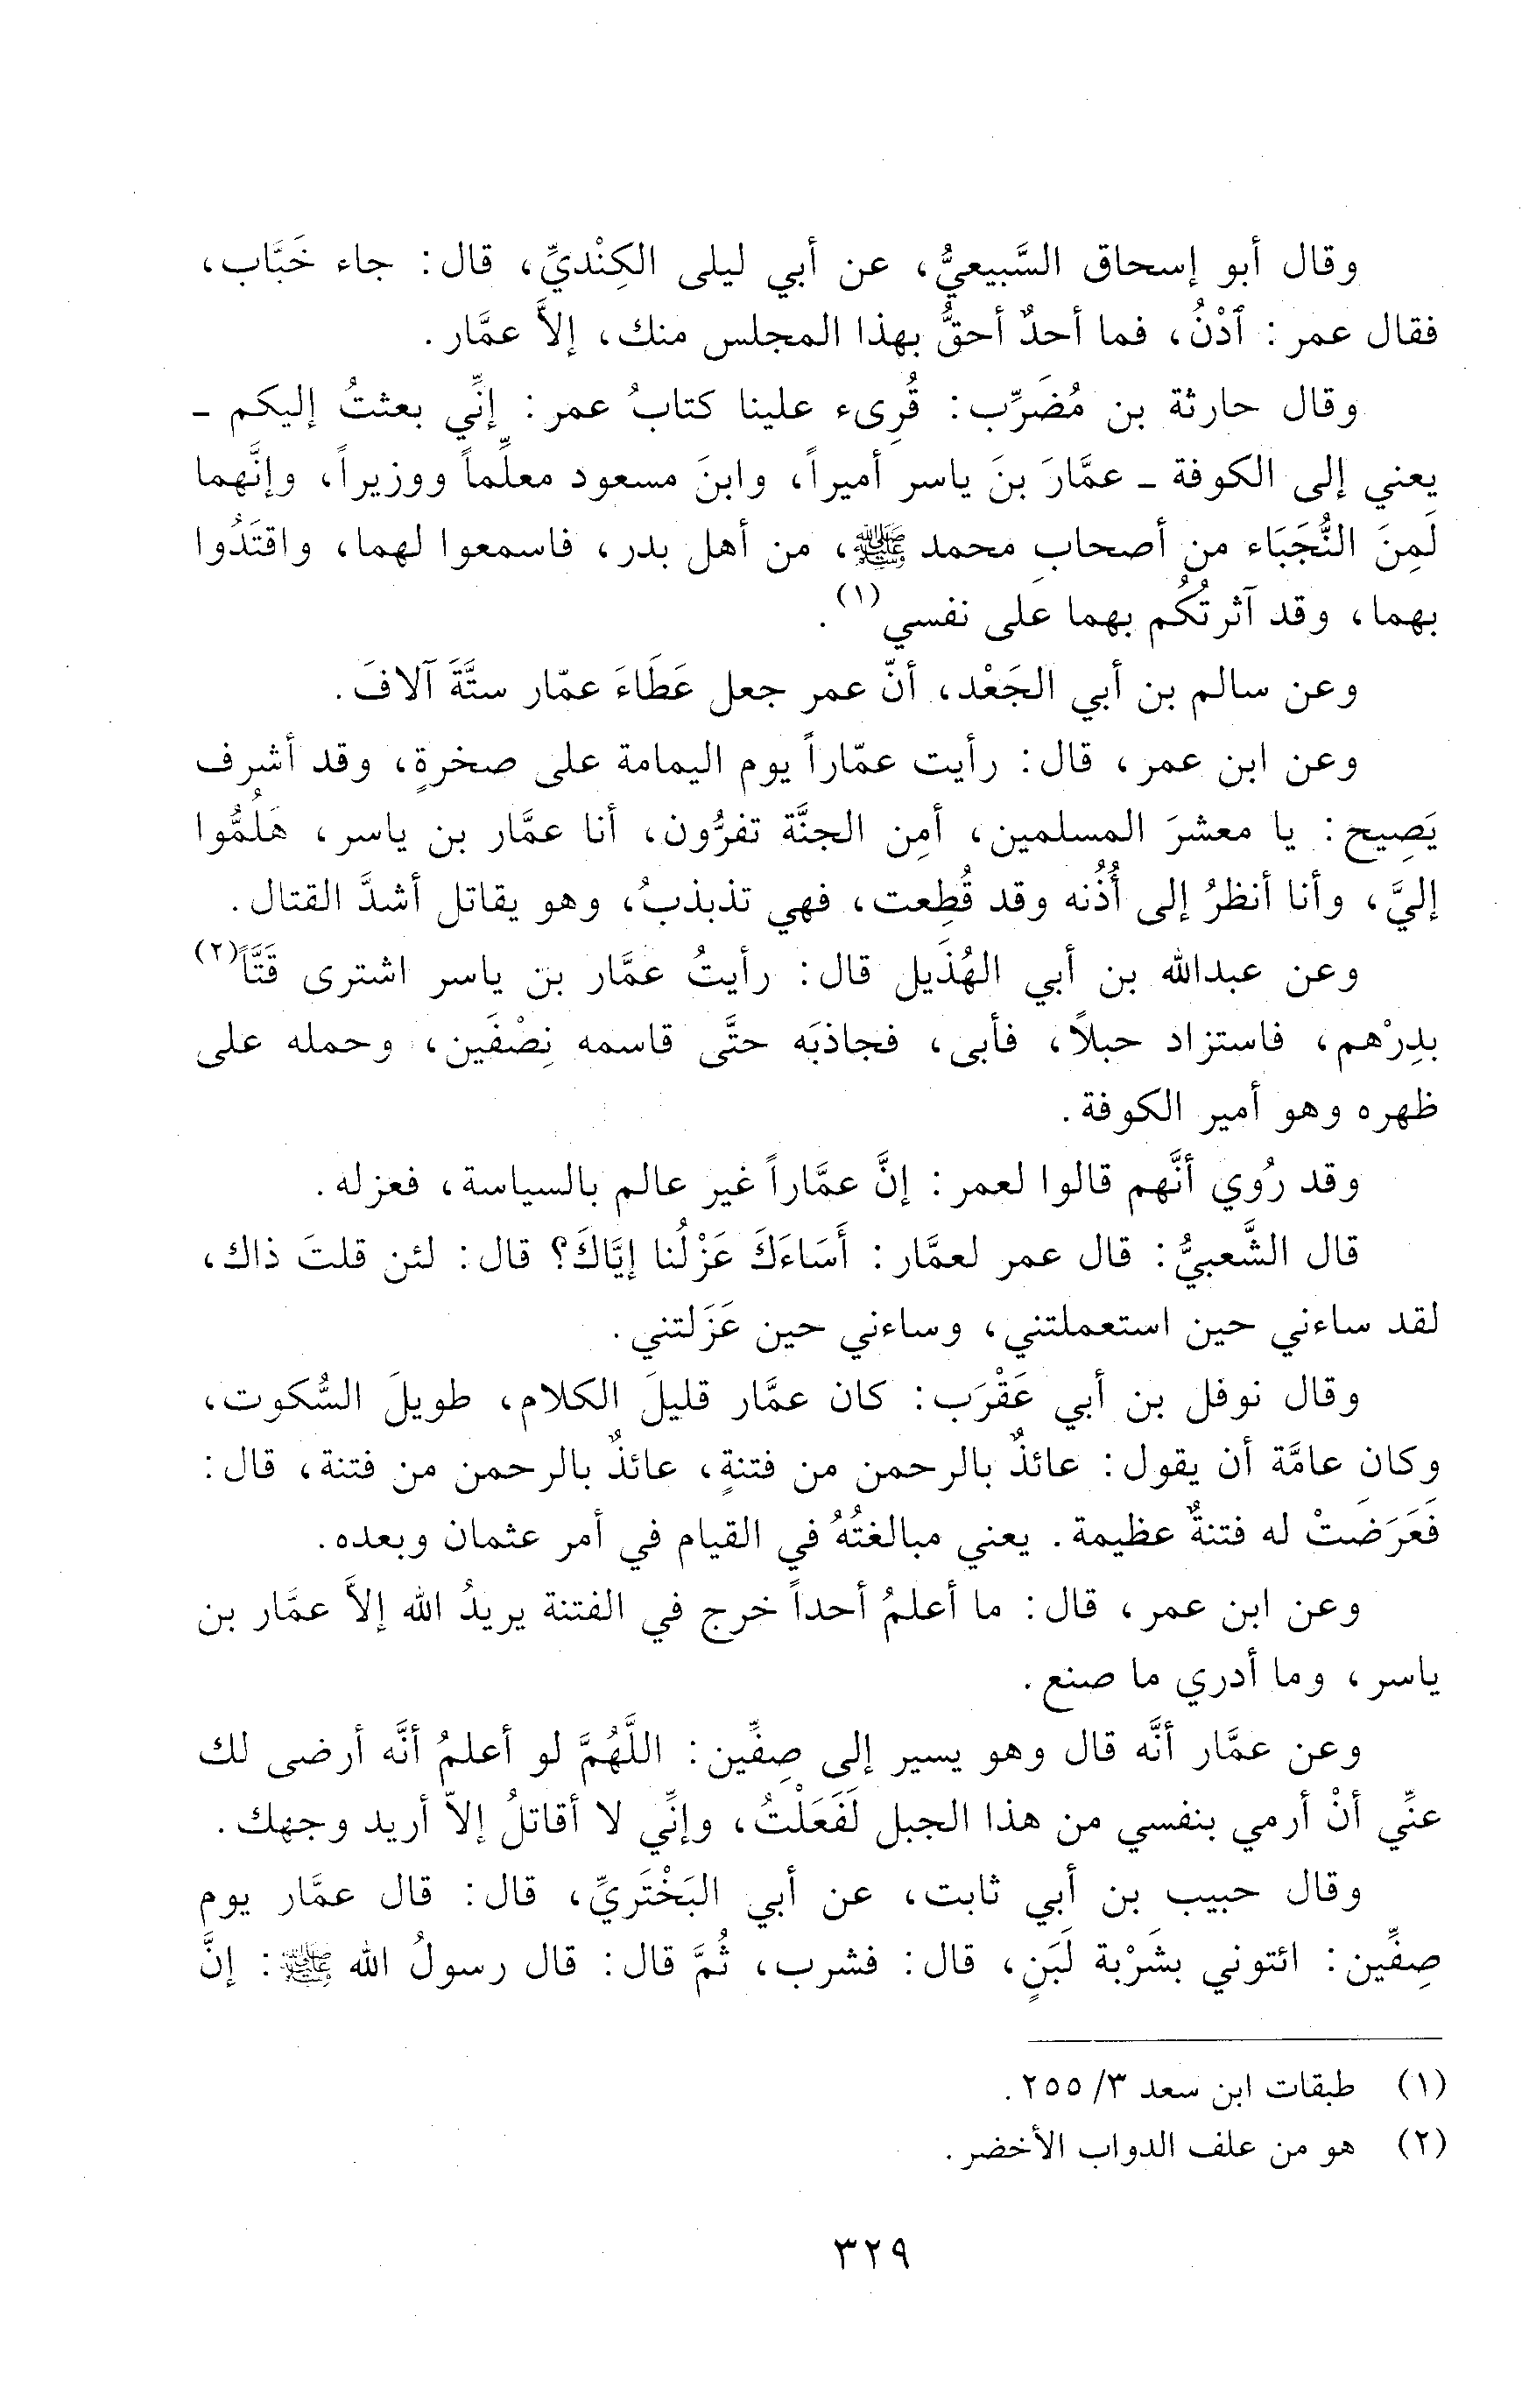 وقال أبو إسحاق السَّبيعيُّ، عن أبي ليلى الكِنْديِّ، قال: جاء خَبَّاب،
فقال عمر: ٱدْنُ، فما أحدٌ أحقُّ بهذا المجلس منك، إلاَّ عمَّار.
وقال حارثة بن مُضَرِّب: قُرِىء علينا كتابُ عمر: إنِّي بعثتُ إليكم -
يعني إلى الكوفة - عمَّارَ بنَ ياسر أميراً، وابنَ مسعود معلِّماً ووزيراً، وإنَّهما
لَمِنَ النُّجَبَاء من أصحابِ محمد ﷺ، من أهل بدر، فاسمعوا لهما، واقتَدُوا
بهما، وقد آثرتُكُم بهما على نفسي(١).
وعن سالم بن أبي الجَعْد، أنّ عمر جعل عَطَاءَ عمّار ستَّةَ آلافَ.
وعن ابن عمر، قال: رأيت عمّاراً يوم اليمامة على صخرةٍ، وقد أشرف
يَصِيح: يا معشرَ المسلمين، أمِن الجنَّة تفرُّون، أنا عمَّار بن ياسر، هَلُمُّوا
إليَّ، وأنا أنظرُ إلى أُذُنه وقد قُطِعت، فهي تذبذبُ، وهو يقاتل أشدَّ القتال.
وعن عبدالله بن أبي الهُذَيل قال: رأيتُ عمَّار بن ياسر اشترى قَتَّاً(٢)
بدِرْهم، فاستزاد حبلاً، فأبى، فجاذبَه حتَّى قاسمه نِصْفَين، وحمله على
ظهره وهو أمير الكوفة.
وقد رُوي أنَّهم قالوا لعمر: إنَّ عمَّاراً غير عالم بالسياسة، فعزله.
قال الشَّعبيُّ: قال عمر لعمَّار: أَسَاءَكَ عَزْلُنا إيَّاكَ؟ قال: لئن قلتَ ذاك،
لقد ساءني حين استعملتني، وساءني حين عَزَلتني.
وقال نوفل بن أبي عَقْرَب: كان عمَّار قليلَ الكلام، طويلَ السُّكوت،
وكان عامَّة أن يقول: عائذٌ بالرحمن من فتنةٍ، عائذٌ بالرحمن من فتنة، قال:
فَعَرَضَتْ له فتنةٌ عظيمة. يعني مبالغتُهُ في القيام في أمر عثمان وبعده.
وعن ابن عمر، قال: ما أعلمُ أحداً خرج في الفتنة يريدُ الله إلاَّ عمَّار بن
ياسر، وما أدري ما صنع.
وعن عمَّار أنَّه قال وهو يسير إلى صِفِّين: اللَّهُمَّ لو أعلمُ أنَّه أرضى لك
عنِّي أنْ أرمي بنفسي من هذا الجبل لَفَعَلْتُ، وإنِّي لا أقاتلُ إلاّ أريد وجهك.
وقال حبيب بن أبي ثابت، عن أبي البَخْتَريِّ، قال: قال عمَّار يوم
صِفِّين: ائتوني بشَرْبة لَبَنٍ، قال: فشرب، ثُمَّ قال: قال رسولُ الله ﷺ: إنَّ
(١) طبقات ابن سعد ٣/ ٢٥٥.
(٢) هو من علف الدواب الأخضر.
٣٢٩